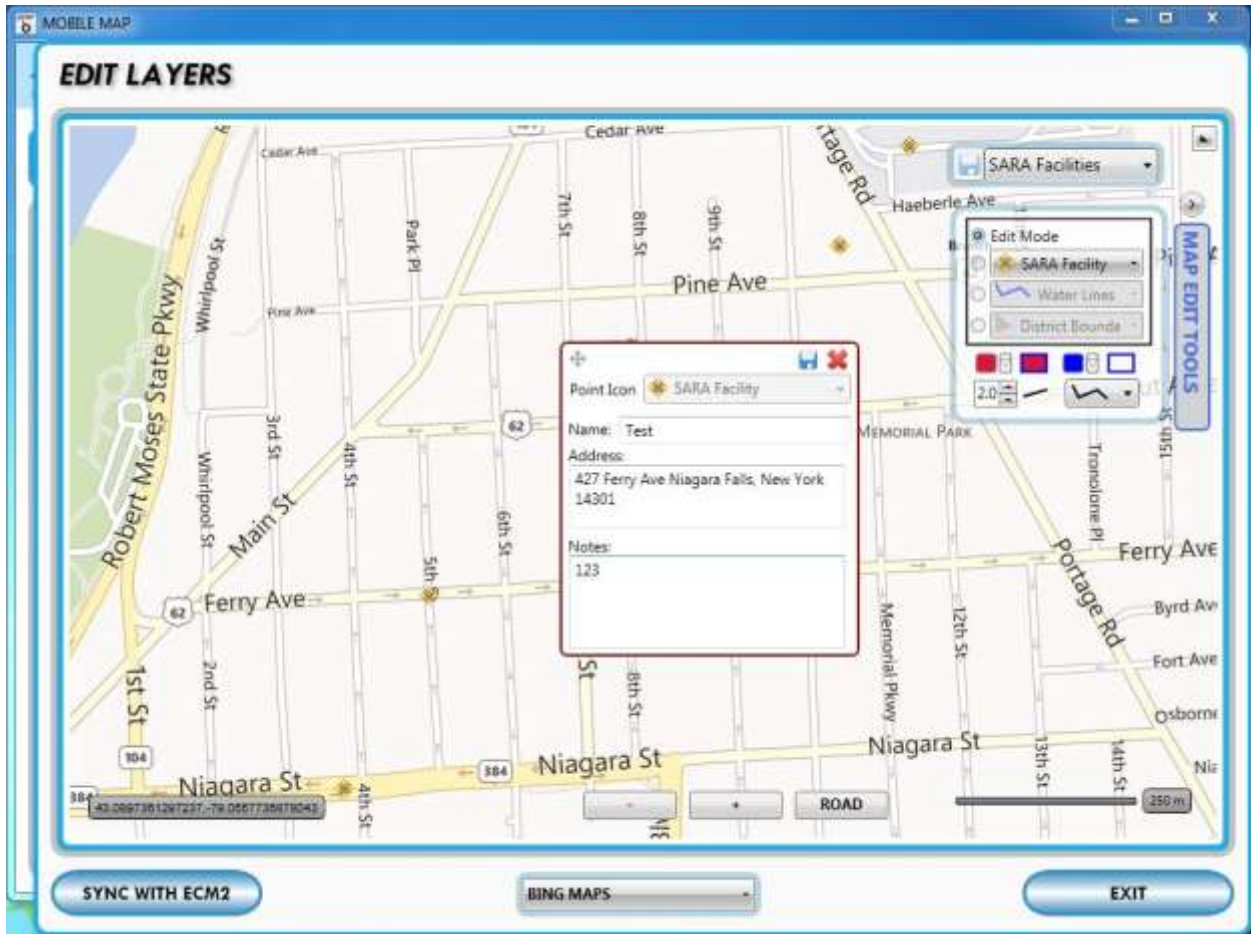 MOBILE MAP
EDIT LAYERS
Cedar Ave
Cedar Ave
Portage Rd
SARA Facilities
Haeberle Ave
7th St
8th St
9th St
Park Pl
Whirlpool St
Edit Mode
SARA Facility
Water Lines
District Bounda
MAP EDIT TOOLS
Pine Ave
Pine Ave
2.0
Robert Moses State Pkwy
Point Icon SARA Facility
Name: Test
Address:
427 Ferry Ave Niagara Falls, New York
14301
Notes:
123
62
3rd St
4th St
MEMORIAL PARK
15th St
Tronolone Pl
Whirlpool St
Main St
6th St
5th St
Ferry Ave
Portage Rd
62
Ferry Ave
Byrd Ave
Memorial Pkwy
12th St
1st St
2nd St
St
8th St
Fort Ave
Osborne
104
384
Niagara St
Niagara St
Niagara St
13th St
14th St
384
4th St
-
+
ROAD
250 m
SYNC WITH ECM2
BING MAPS
EXIT